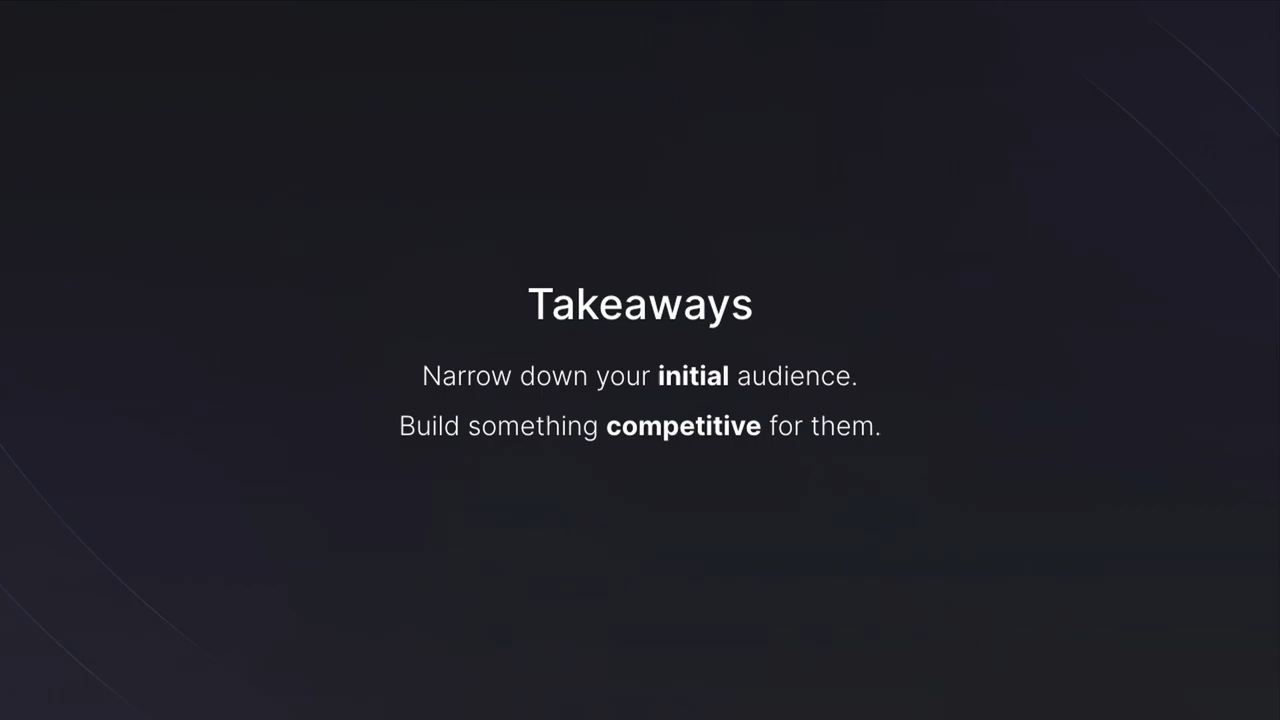 Takeaways
Narrow down your initial audience.
Build something competitive for them.